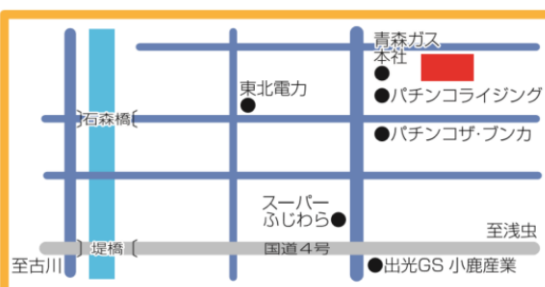 青森ガス
本社
東北電力
パチンコライジング
石森橋
パチンコザ・ブンカ
スーパー
ふじわら
至浅虫
堤橋
国道4号
至古川
出光GS 小鹿産業